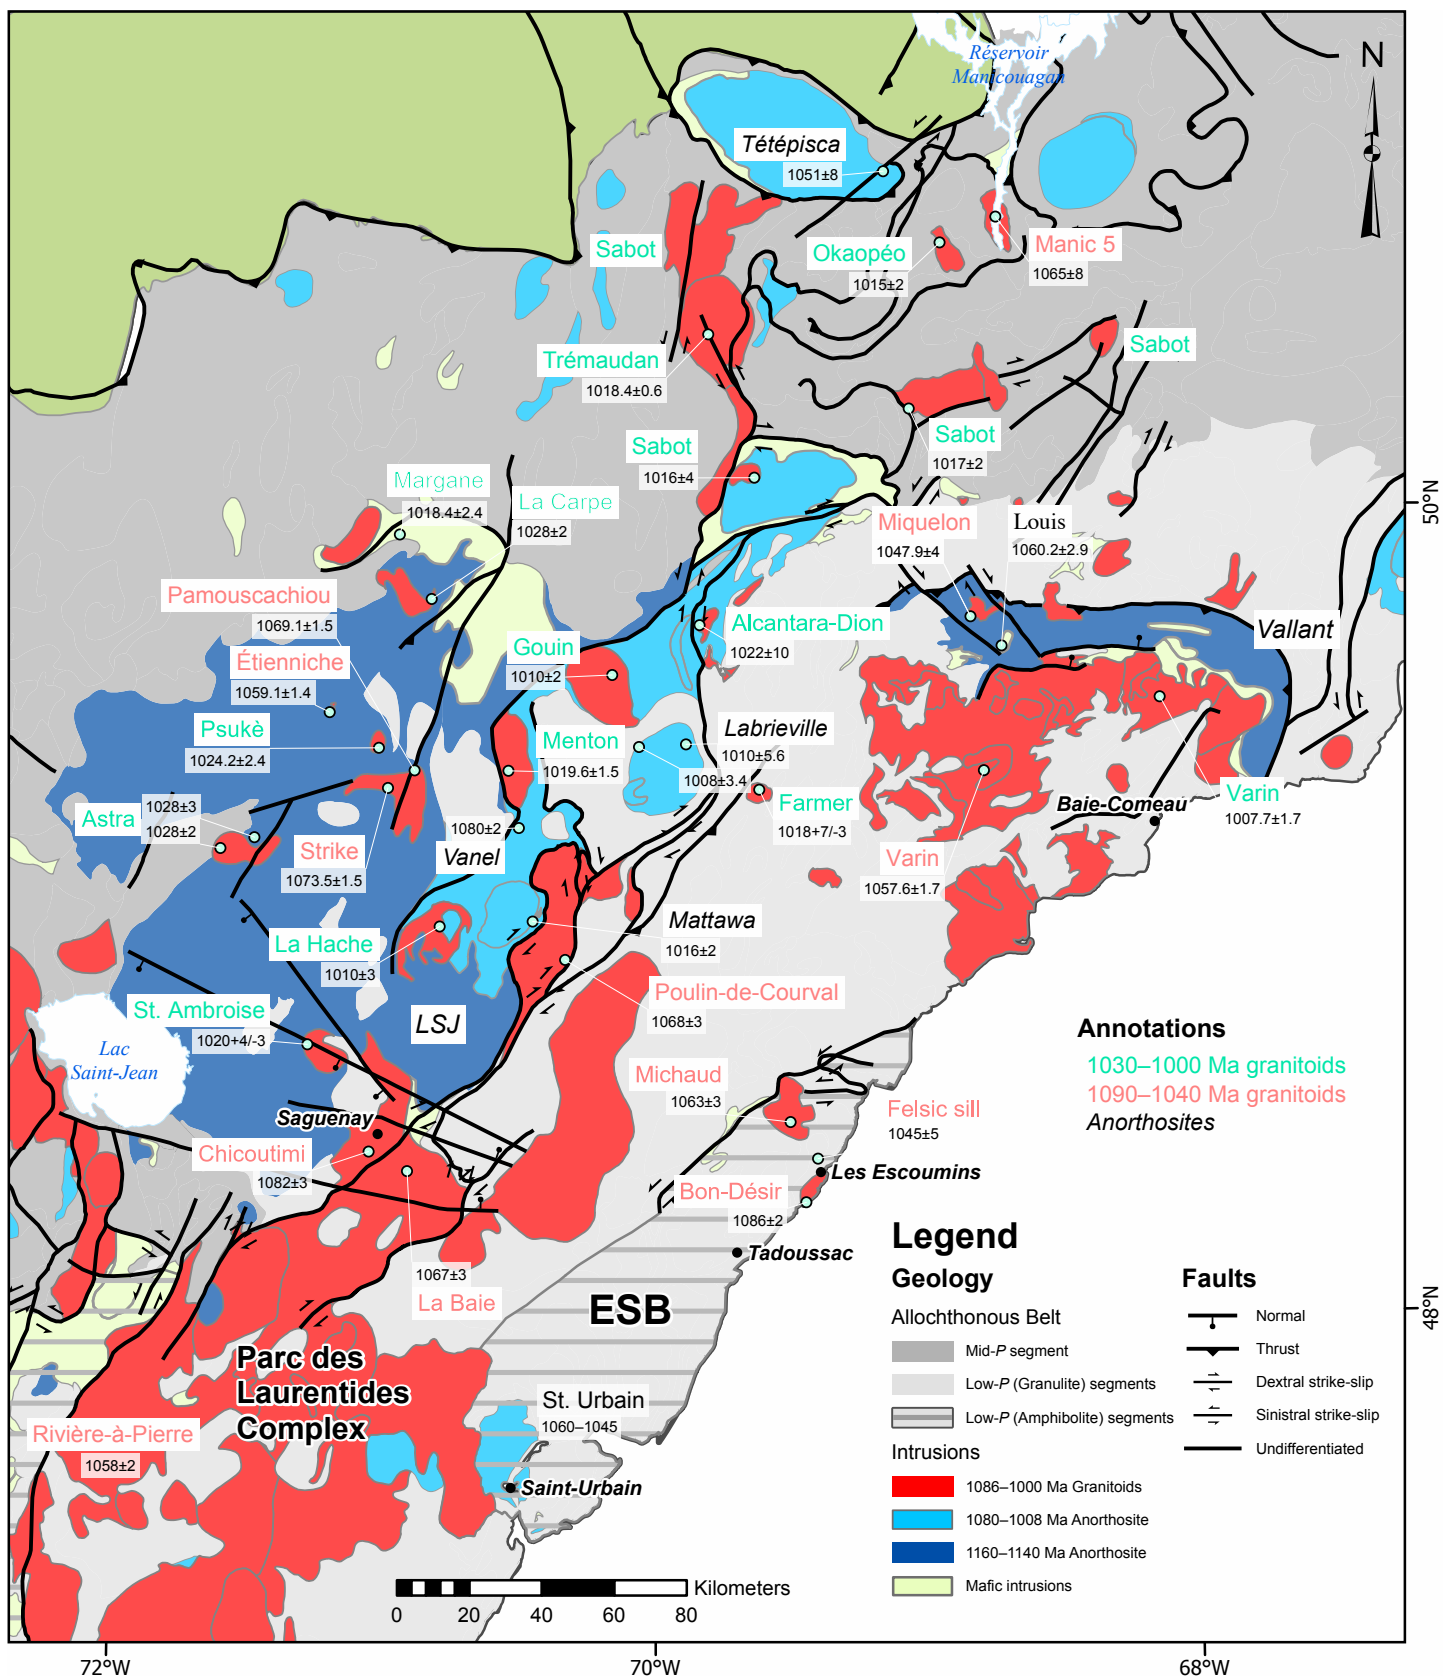 Réservoir
Manicouagan
N
Tétépisca
1051±8
Sabot
Okaopéo
1015±2
Manic 5
1065±8
Trémaudan
1018.4±0.6
Sabot
Sabot
1017±2
Sabot
1016±4
50°N
Margane
1018.4±2.4
La Carpe
1028±2
Miquelon
1047.9±4
Louis
1060.2±2.9
Pamouscachiou
1069.1±1.5
Alcantara-Dion
1022±10
Vallant
Gouin
1010±2
Étienniche
1059.1±1.4
Psukè
1024.2±2.4
Menton
1019.6±1.5
Labrieville
1010±5.6
1008±3.4
Astra
1028±3
1028±2
Farmer
1018+7/-3
Varin
1007.7±1.7
Baie-Comeau
Strike
1073.5±1.5
1080±2
Vanel
Varin
1057.6±1.7
La Hache
1010±3
Mattawa
1016±2
St. Ambroise
1020+4/-3
LSJ
Poulin-de-Courval
1068±3
Lac
Saint-Jean
Annotations
1030–1000 Ma granitoids
1090–1040 Ma granitoids
Anorthosites
Michaud
1063±3
Felsic sill
1045±5
Saguenay
Chicoutimi
1082±3
Les Escoumins
Bon-Désir
1086±2
Tadoussac
1067±3
La Baie
ESB
Parc des
Laurentides
Complex
St. Urbain
1060–1045
Rivière-à-Pierre
1058±2
Saint-Urbain
Legend
Geology
Allochthonous Belt
Mid-P segment
Low-P (Granulite) segments
Low-P (Amphibolite) segments
Intrusions
1086–1000 Ma Granitoids
1080–1008 Ma Anorthosite
1160–1140 Ma Anorthosite
Mafic intrusions
Faults
Normal
Thrust
Dextral strike-slip
Sinistral strike-slip
Undifferentiated
48°N
Kilometers
0 20 40 60 80
72°W 70°W 68°W